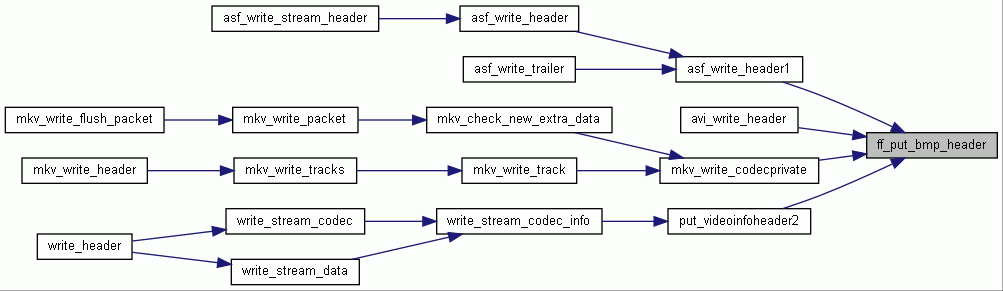 asf_write_stream_header
asf_write_header
asf_write_trailer
asf_write_header1
mkv_write_flush_packet
mkv_write_packet
mkv_check_new_extra_data
avi_write_header
ff_put_bmp_header
mkv_write_header
mkv_write_tracks
mkv_write_track
mkv_write_codecprivate
write_stream_codec
write_stream_codec_info
put_videoinfoheader2
write_header
write_stream_data